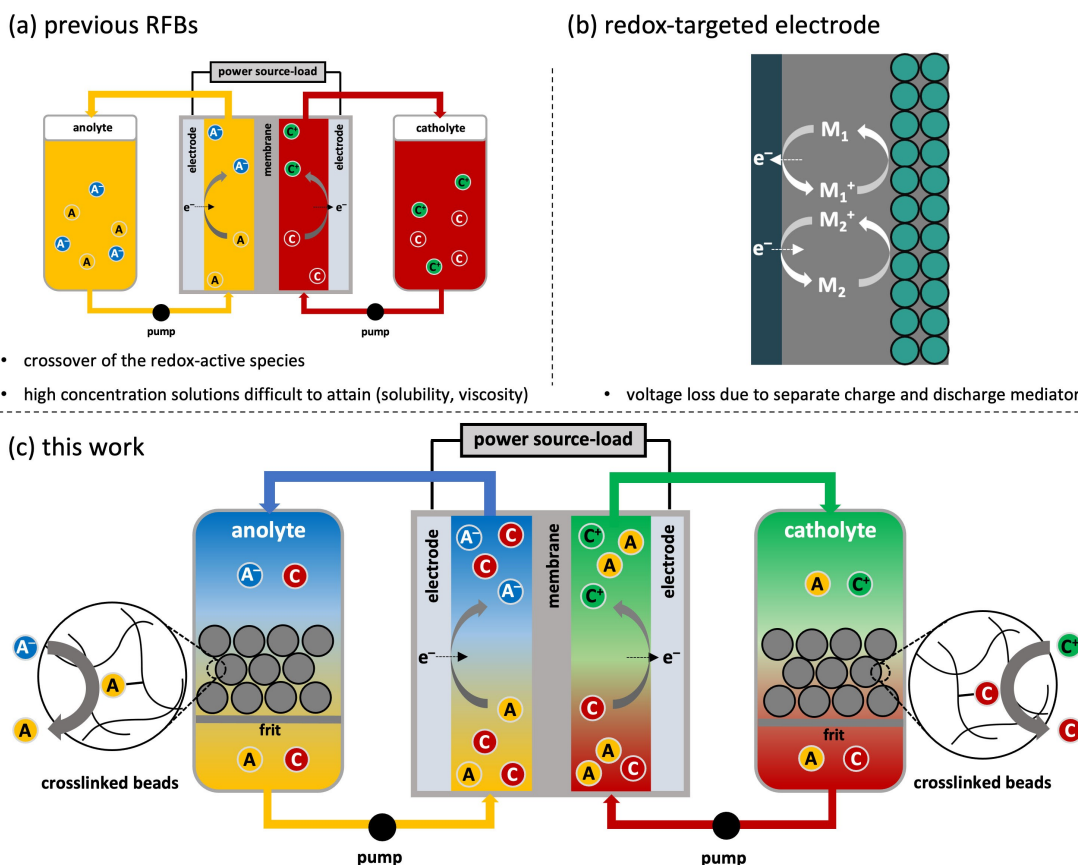 (a) previous RFBs
power source-load
anolyte
electrode
membrane
electrode
catholyte
A⁻
A
A
A⁻
A
A⁻
A⁻
A⁻
e⁻
A
A
C⁺
C⁺
e⁻
C
C
C⁺
C⁺
C
C
C⁺
pump
pump
• crossover of the redox-active species
• high concentration solutions difficult to attain (solubility, viscosity)
(b) redox-targeted electrode
M₁
e⁻
M₁⁺
M₂⁺
e⁻
M₂
• voltage loss due to separate charge and discharge mediator
(c) this work
power source-load
anolyte
A⁻ C
frit
A C
A⁻
A
A
crosslinked beads
electrode
A⁻ C
C
A⁻
e⁻
A
C
A C
membrane
C⁺ A
A
C⁺
e⁻
C
A
A C
electrode
catholyte
A C⁺
frit
A C
C⁺
C
C
crosslinked beads
pump
pump